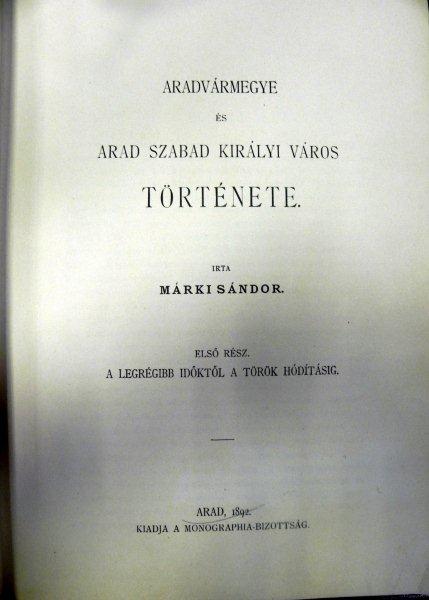 ARADVÁRMEGYE
ÉS
ARAD SZABAD KIRÁLYI VÁROS
TÖRTÉNETE.
IRTA
MÁRKI SÁNDOR.
ELSŐ RÉSZ.
A LEGRÉGIBB IDŐKTŐL A TÖRÖK HÓDÍTÁSIG.
ARAD, 1892.
KIADJA A MONOGRAPHIA-BIZOTTSÁG.